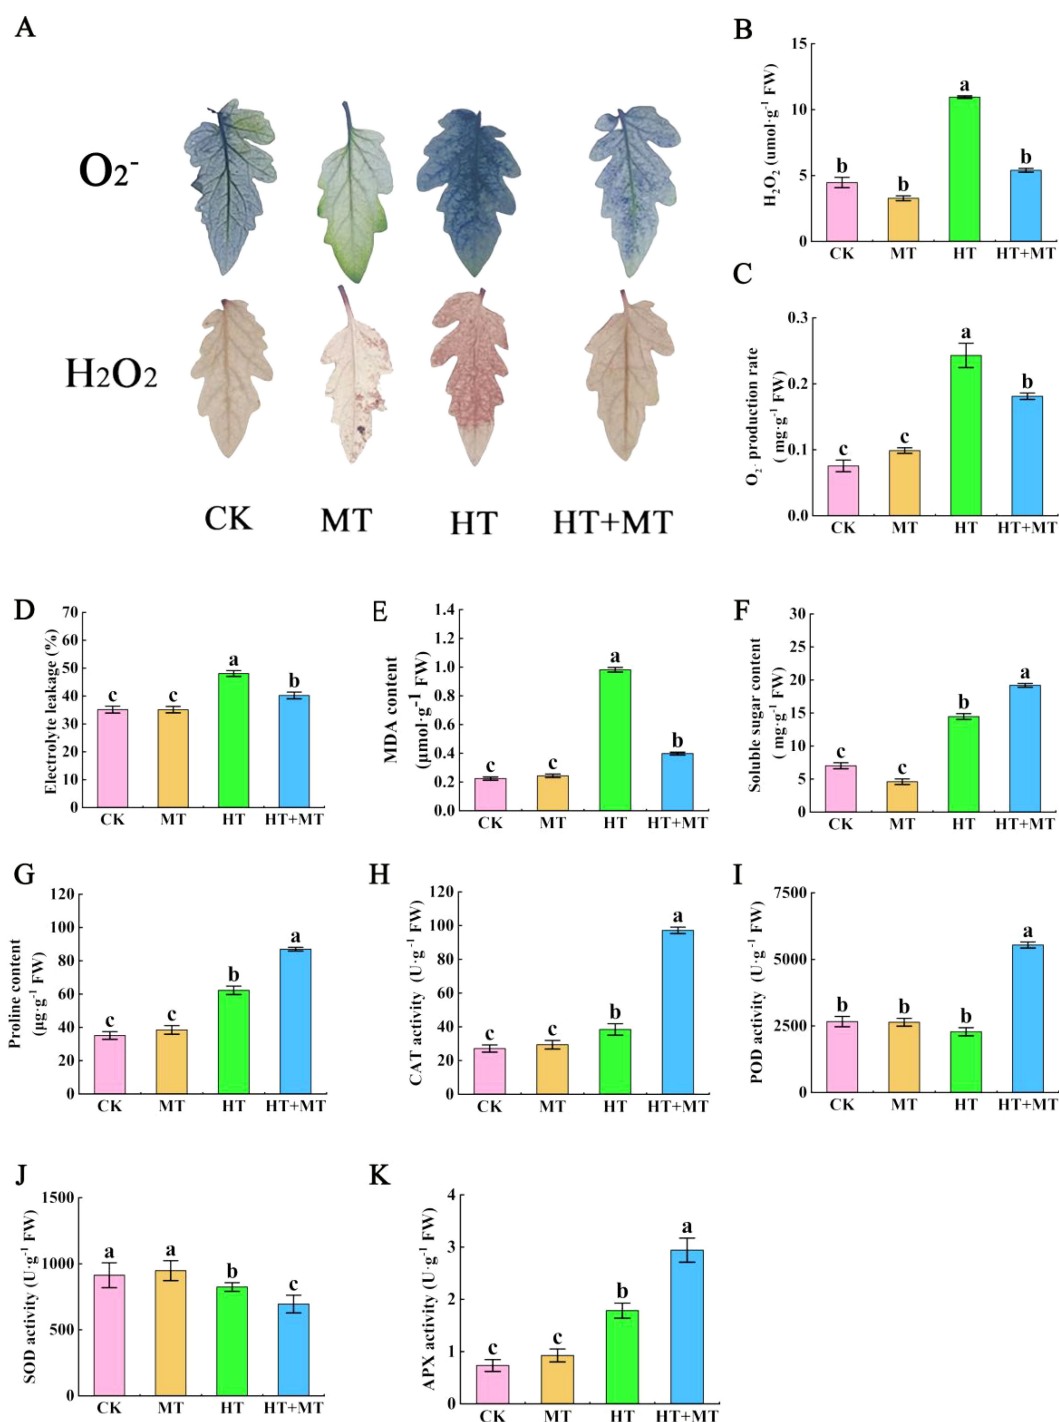 A
O2-
H2O2
CK MT HT HT+MT
B
H2O2 (umol·g-1 FW)
15
10
5
0
b b a b
CK MT HT HT+MT
C
O2- production rate
( mg·g-1 FW)
0.3
0.2
0.1
0.0
c c a b
CK MT HT HT+MT
D
Electrolyte leakage (%)
70
60
50
40
30
20
10
0
c c a b
CK MT HT HT+MT
E
MDA content
(μmol·g-1 FW)
1.4
1.2
1.0
0.8
0.6
0.4
0.2
0.0
c c a b
CK MT HT HT+MT
F
Soluble sugar content
( mg·g-1 FW)
30
25
20
15
10
5
0
c c b a
CK MT HT HT+MT
G
Proline content
(μg·g-1 FW)
120
100
80
60
40
20
0
c c b a
CK MT HT HT+MT
H
CAT activity (U·g-1 FW)
120
100
80
60
40
20
0
c c b a
CK MT HT HT+MT
I
POD activity (U·g-1 FW)
7500
5000
2500
0
b b b a
CK MT HT HT+MT
J
SOD activity (U·g-1 FW)
1500
1000
500
0
a a b c
CK MT HT HT+MT
K
APX activity (U·g-1 FW)
4
3
2
1
0
c c b a
CK MT HT HT+MT